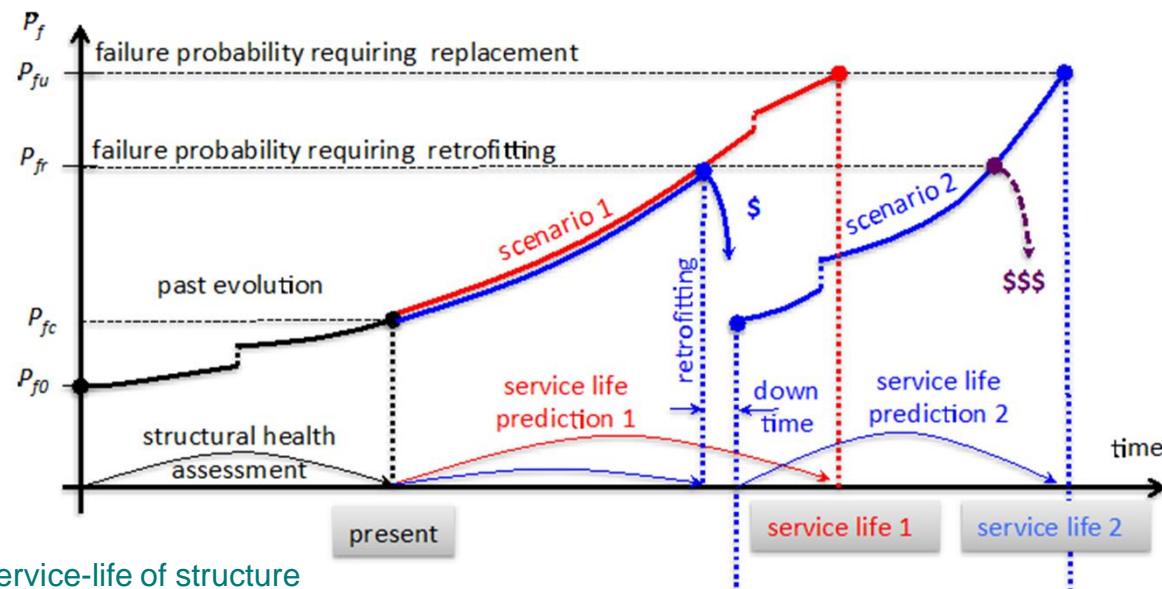 Pf
failure probability requiring replacement
Pfu
failure probability requiring retrofitting
Pfr
scenario 1
$
scenario 2
$$$
past evolution
Pfc
retrofitting
Pf0
service life
prediction 1
down
time
service life
prediction 2
structural health
assessment
time
present
service life 1
service life 2
ervice-life of structure